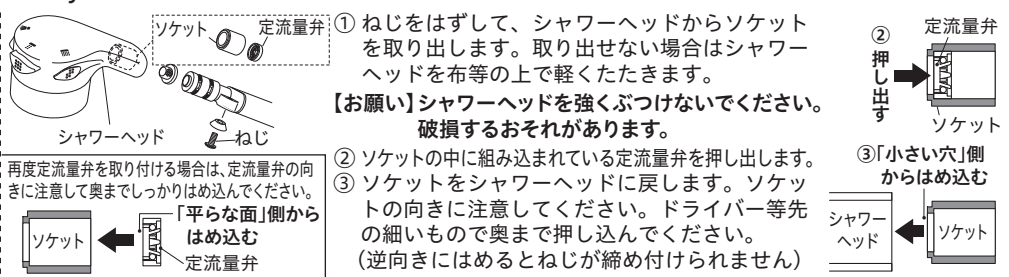 ソケット
定流量弁
シャワーヘッド
ねじ
再度定流量弁を取り付ける場合は、定流量弁の向
きに注意して奥までしっかりはめ込んでください。
ソケット
「平らな面」側から
はめ込む
定流量弁
① ねじをはずして、シャワーヘッドからソケット
を取り出します。取り出せない場合はシャワー
ヘッドを布等の上で軽くたたきます。
【お願い】シャワーヘッドを強くぶつけないでください。
破損するおそれがあります。
② ソケットの中に組み込まれている定流量弁を押し出します。
③ ソケットをシャワーヘッドに戻します。ソケッ
トの向きに注意してください。ドライバー等先
の細いもので奥まで押し込んでください。
（逆向きにはめるとねじが締め付けられません）
定流量弁
②押し出す
ソケット
③「小さい穴」側
からはめ込む
シャワー
ヘッド
ソケット